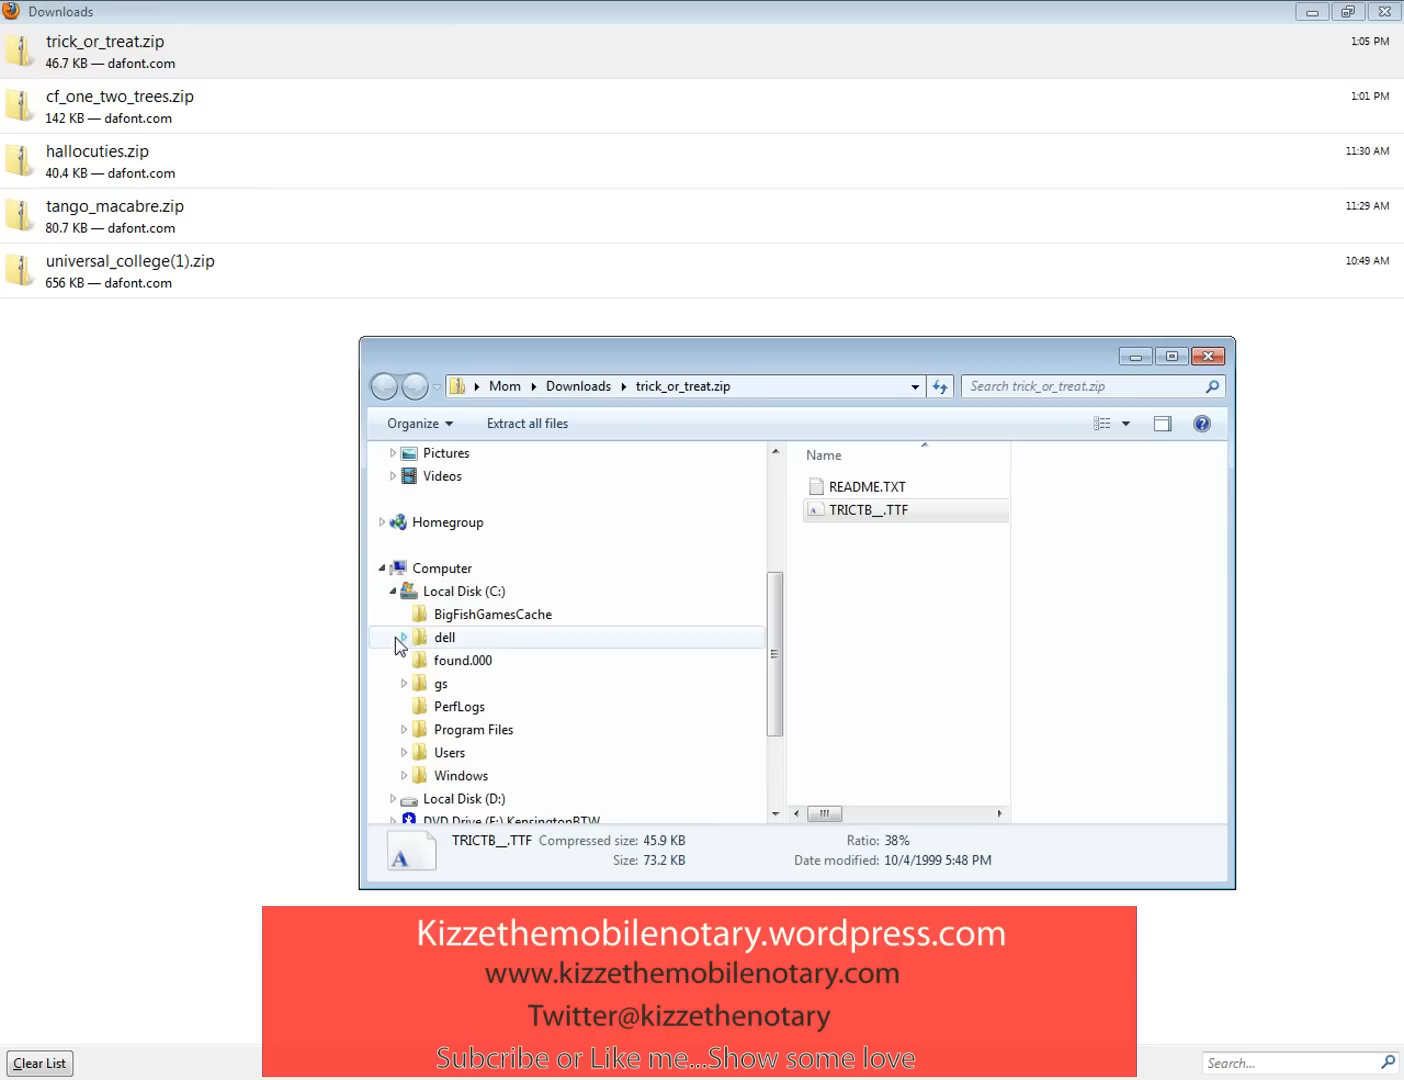 Downloads
trick_or_treat.zip
1:05 PM
46.7 KB — dafont.com
cf_one_two_trees.zip
1:01 PM
142 KB — dafont.com
hallocuties.zip
11:30 AM
40.4 KB — dafont.com
tango_macabre.zip
11:29 AM
80.7 KB — dafont.com
universal_college(1).zip
10:49 AM
656 KB — dafont.com
Mom Downloads trick_or_treat.zip
Search trick_or_treat.zip
Organize Extract all files
Pictures
Videos
Homegroup
Computer
Local Disk (C:)
BigFishGamesCache
dell
found.000
gs
PerfLogs
Program Files
Users
Windows
Local Disk (D:)
DVD Drive (F:) KensingtonBTW
Name
README.TXT
TRICTB__.TTF
TRICTB__.TTF Compressed size: 45.9 KB Ratio: 38%
Size: 73.2 KB Date modified: 10/4/1999 5:48 PM
Kizzethemobilenotary.wordpress.com
www.kizzethemobilenotary.com
Twitter@kizzethenotary
Subcribe or Like me...Show some love
Clear List
Search...